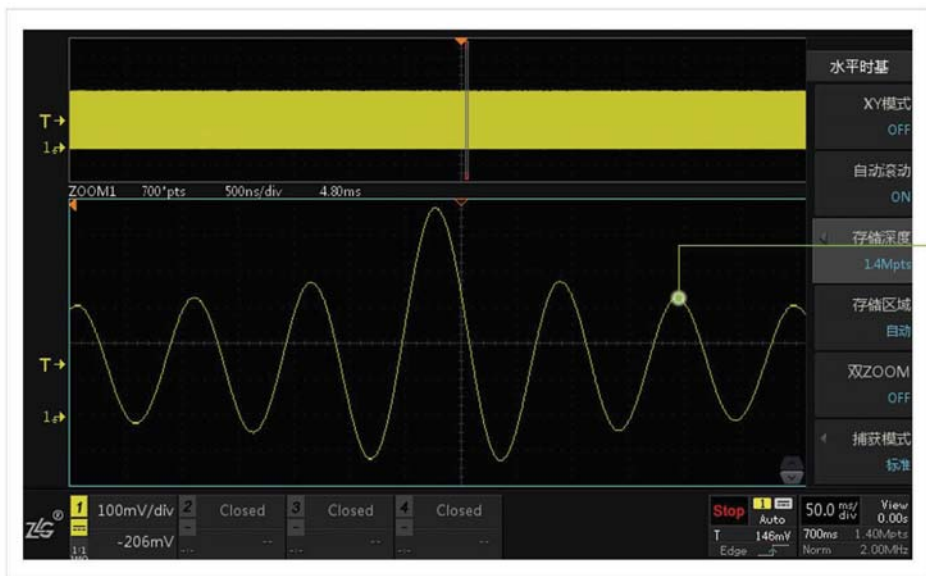 水平时基
XY模式
OFF
自动滚动
ON
存储深度
1.4Mpts
存储区域
自动
双ZOOM
OFF
捕获模式
标准
T
1
ZOOM1 700*pts 500ns/div 4.80ms
T
1
ZLG®
1 100mV/div 2 Closed 3 Closed 4 Closed
-206mV -- -- --
1:1
Stop 1 Auto
T 146mV
Edge
50.0 ms/div View 0.00s
700ms 1.40Mpts
Norm 2.00MHz